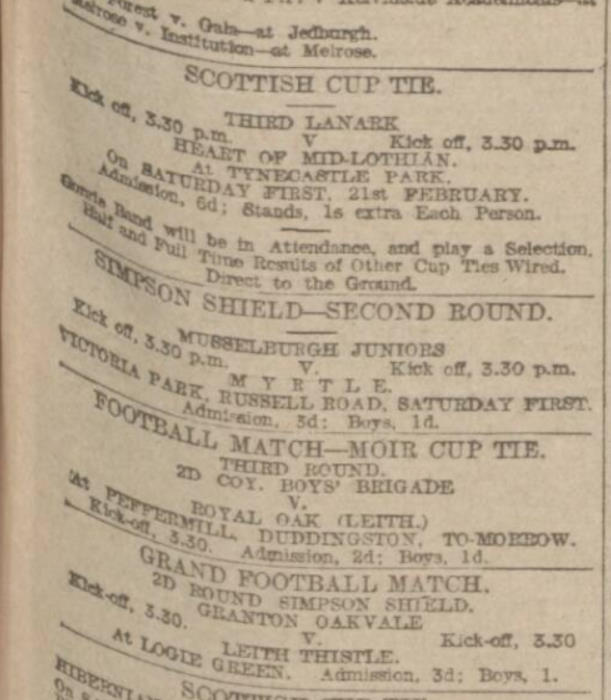 Forest v. Gala—at Jedburgh.
Melrose v. Institution—at Melrose.
SCOTTISH CUP TIE.
Kick off, 3.30 p.m. THIRD LANARK
V Kick off, 3.30 p.m.
HEART OF MID-LOTHIAN.
At TYNECASTLE PARK.
On SATURDAY FIRST, 21st FEBRUARY.
Admission, 6d; Stands, 1s extra Each Person.
Band will be in Attendance, and play a Selection.
Half and Full Time Results of Other Cup Ties Wired.
Direct to the Ground.
SIMPSON SHIELD—SECOND ROUND.
MUSSELBURGH JUNIORS
Kick off, 3.30 p.m. V. Kick off, 3.30 p.m.
MYRTLE.
VICTORIA PARK, RUSSELL ROAD, SATURDAY FIRST.
Admission, 3d; Boys, 1d.
FOOTBALL MATCH—MOIR CUP TIE.
THIRD ROUND.
2D COY. BOYS' BRIGADE
V.
ROYAL OAK (LEITH.)
At PEFFERMILL, DUDDINGSTON, TO-MORROW.
Kick-off, 3.30. Admission, 2d; Boys, 1d.
GRAND FOOTBALL MATCH.
2D ROUND SIMPSON SHIELD.
GRANTON OAKVALE
Kick-off, 3.30. V. Kick-off, 3.30
LEITH THISTLE.
At LOGIE GREEN. Admission, 3d; Boys, 1.